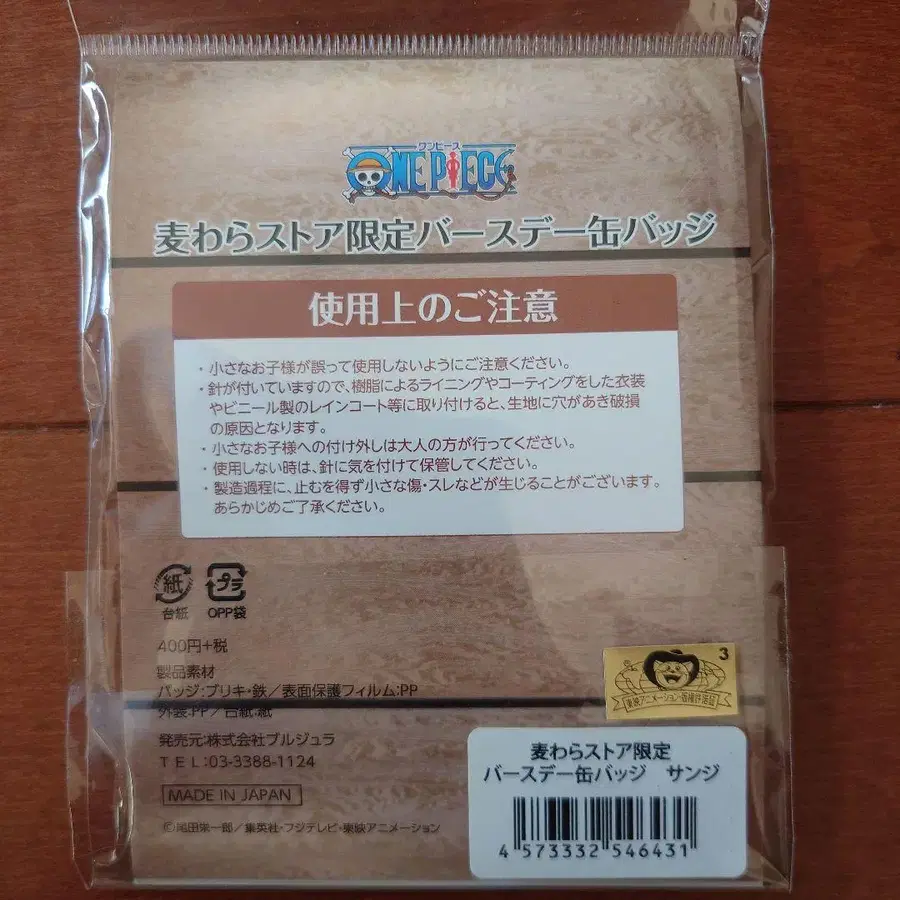 ワンピース
ONE PIECE
麦わらストア限定バースデー缶バッジ
使用上のご注意
・小さなお子様が誤って使用しないようにご注意ください。
・針が付いていますので、樹脂によるライニングやコーティングをした衣装
やビニール製のレインコート等に取り付けると、生地に穴があき破損
の原因となります。
・小さなお子様への付け外しは大人の方が行ってください。
・使用しない時は、針に気を付けて保管してください。
・製造過程に、止むを得ず小さな傷・スレなどが生じることがございます。
あらかじめご了承ください。
紙 プラ
台紙 OPP袋
400円+税
製品素材
バッジ:ブリキ・鉄/表面保護フィルム:PP
外装:PP/台紙:紙
発売元:株式会社ブルジュラ
TEL:03-3388-1124
MADE IN JAPAN
©尾田栄一郎/集英社・フジテレビ・東映アニメーション
3
東映アニメーション・版権許諾証
麦わらストア限定
バースデー缶バッジ サンジ
4 573332 546431